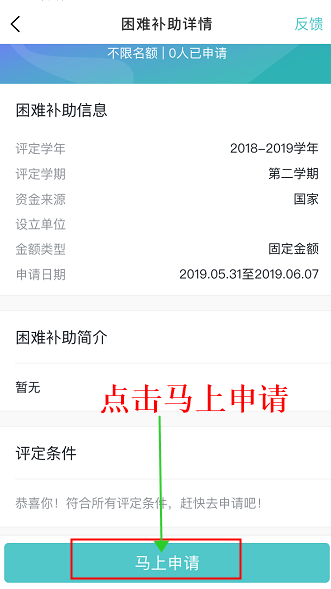 困难补助详情
反馈
不限名额 | 0人已申请
困难补助信息
评定学年 2018-2019学年
评定学期 第二学期
资金来源 国家
设立单位
金额类型 固定金额
申请日期 2019.05.31至2019.06.07
困难补助简介
暂无
点击马上申请
评定条件
恭喜你！符合所有评定条件，赶快去申请吧！
马上申请